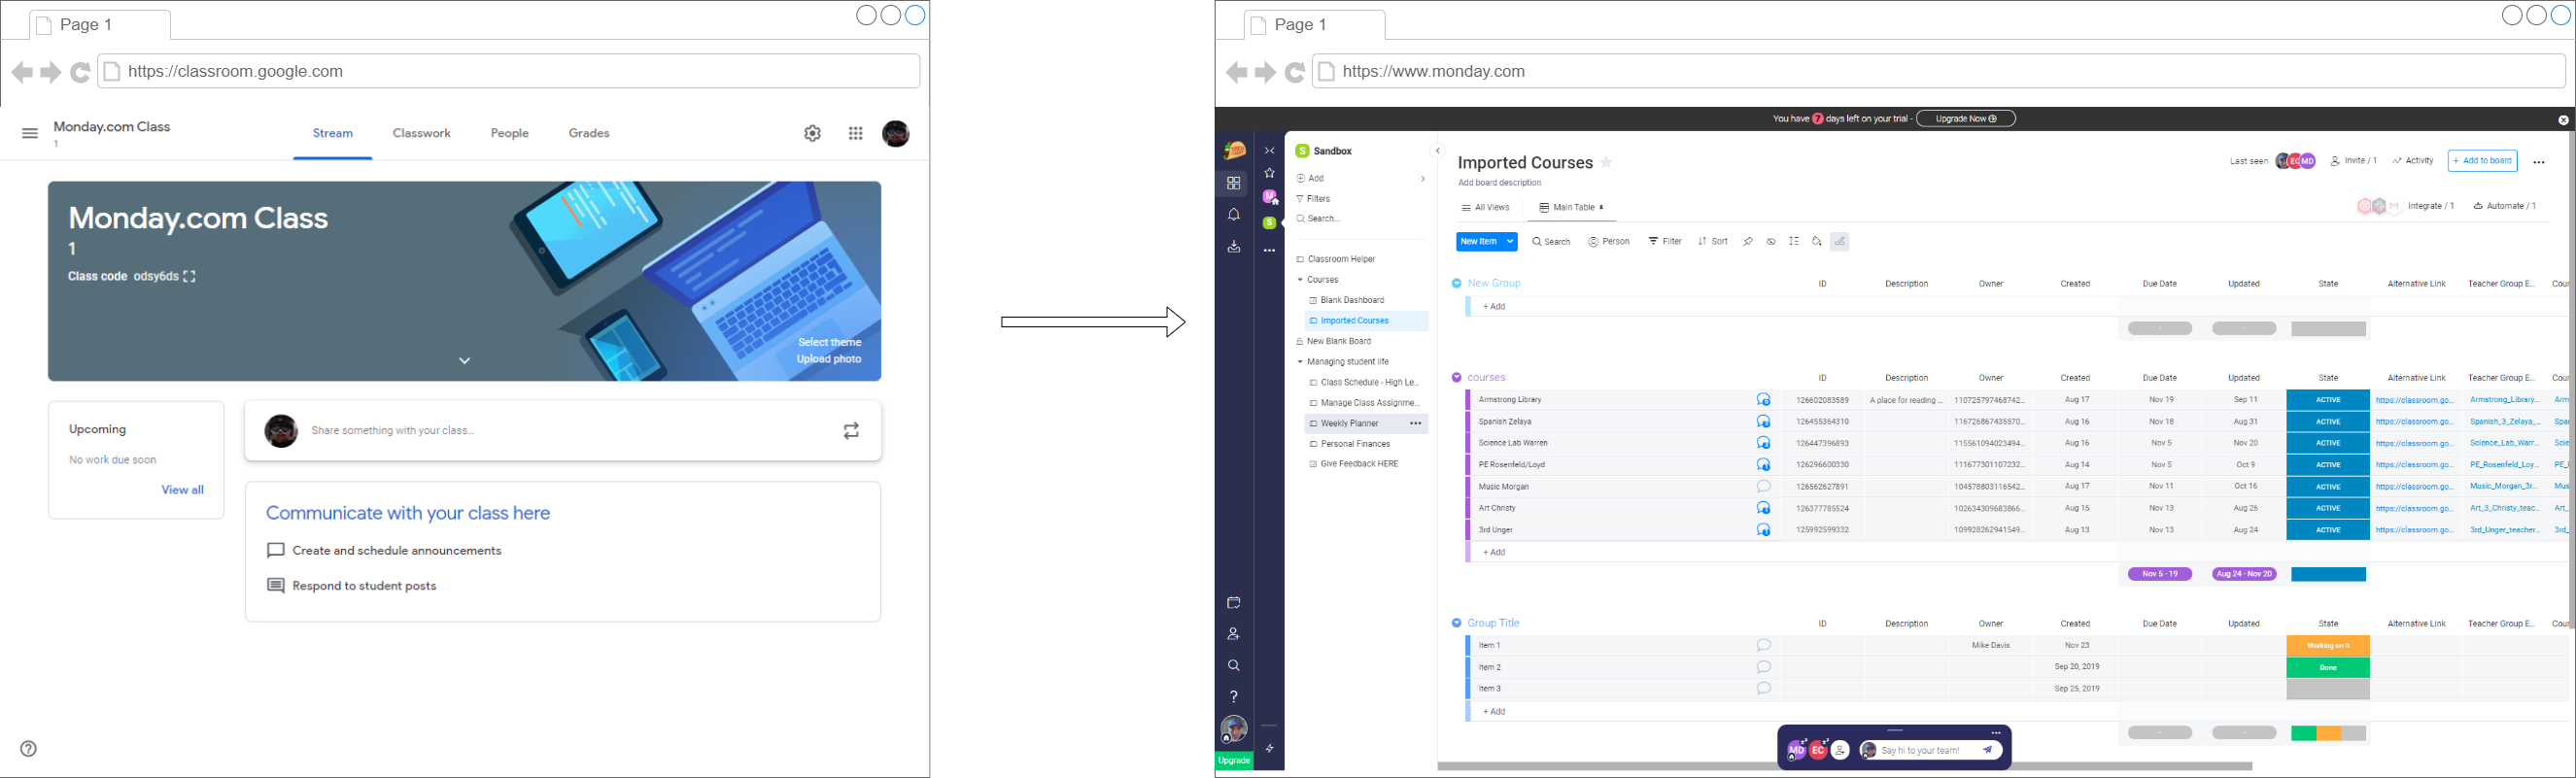 Page 1
https://classroom.google.com
Monday.com Class
1
Stream
Classwork
People
Grades
Monday.com Class
1
Class code odsy6ds
Select theme
Upload photo
Upcoming
No work due soon
View all
Share something with your class...
Communicate with your class here
Create and schedule announcements
Respond to student posts
Page 1
https://www.monday.com
You have 7 days left on your trial - Upgrade Now
S Sandbox
Add
Filters
Search...
Classroom Helper
Courses
Blank Dashboard
Imported Courses
New Blank Board
Managing student life
Class Schedule - High Le...
Manage Class Assignme...
Weekly Planner
Personal Finances
Give Feedback HERE
M
S
Upgrade
Imported Courses
Add board description
Last seen EC MD Invite / 1 Activity + Add to board
All Views Main Table
Integrate / 1 Automate / 1
New Item Search Person Filter Sort
New Group ID Description Owner Created Due Date Updated State Alternative Link Teacher Group E... Cour
+ Add
- -
courses ID Description Owner Created Due Date Updated State Alternative Link Teacher Group E... Cour
Armstrong Library 126602083589 A place for reading ... 110725797468742... Aug 17 Nov 19 Sep 11 ACTIVE https://classroom.go... Armstrong_Library... Arm
Spanish Zelaya 126455364310 116726867435570... Aug 16 Nov 18 Aug 31 ACTIVE https://classroom.go... Spanish_3_Zelaya_... Spa
Science Lab Warren 126447396893 115561094023494... Aug 16 Nov 5 Nov 20 ACTIVE https://classroom.go... Science_Lab_Warr... Scie
PE Rosenfeld/Loyd 126296600330 111677301107232... Aug 14 Nov 5 Oct 9 ACTIVE https://classroom.go... PE_Rosenfeld_Loy... PE_
Music Morgan 126562627891 104578803116542... Aug 17 Nov 11 Oct 16 ACTIVE https://classroom.go... Music_Morgan_3r... Mus
Art Christy 126377785524 102634309683866... Aug 15 Nov 13 Aug 26 ACTIVE https://classroom.go... Art_3_Christy_teac... Art_
3rd Unger 125992599332 109928262941549... Aug 13 Nov 13 Aug 24 ACTIVE https://classroom.go... 3rd_Unger_teacher... 3rd_
+ Add
Nov 5 - 19 Aug 24 - Nov 20
Group Title ID Description Owner Created Due Date Updated State Alternative Link Teacher Group E... Cour
Item 1 Mike Davis Nov 23 Working on it
Item 2 Sep 20, 2019 Done
Item 3 Sep 25, 2019
+ Add
- -
MD EC Say hi to your team!